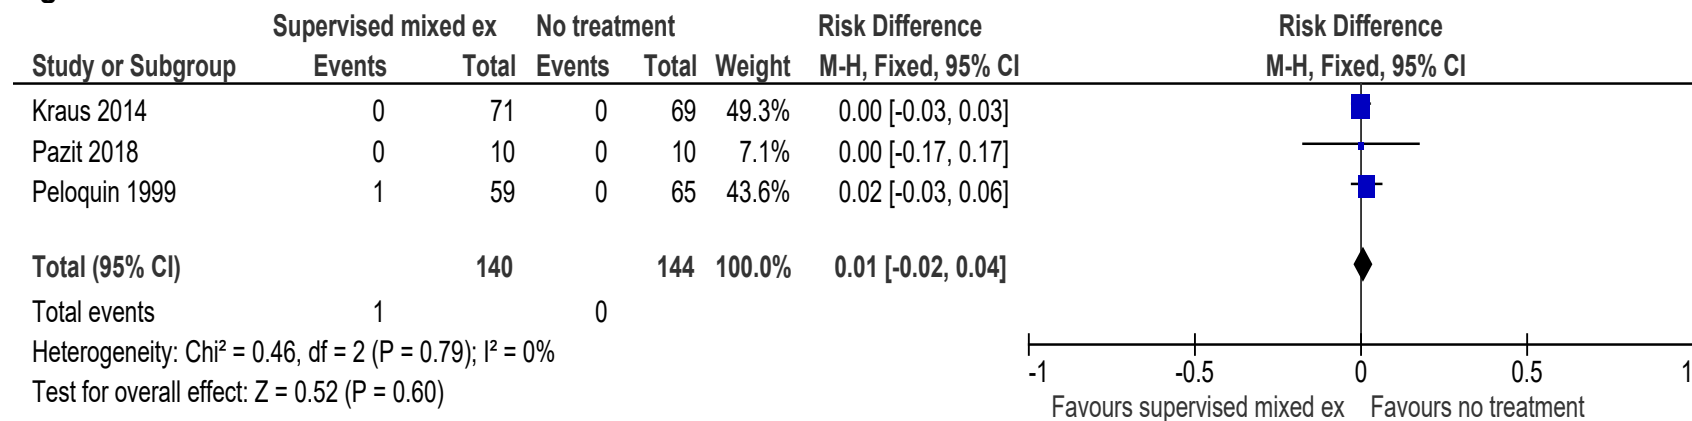 Supervised mixed ex No treatment Risk Difference Risk Difference
Study or Subgroup Events Total Events Total Weight M-H, Fixed, 95% CI M-H, Fixed, 95% CI
Kraus 2014 0 71 0 69 49.3% 0.00 [-0.03, 0.03]
Pazit 2018 0 10 0 10 7.1% 0.00 [-0.17, 0.17]
Peloquin 1999 1 59 0 65 43.6% 0.02 [-0.03, 0.06]
Total (95% CI) 140 144 100.0% 0.01 [-0.02, 0.04]
Total events 1 0
Heterogeneity: Chi² = 0.46, df = 2 (P = 0.79); I² = 0%
Test for overall effect: Z = 0.52 (P = 0.60)
-1 -0.5 0 0.5 1
Favours supervised mixed ex Favours no treatment